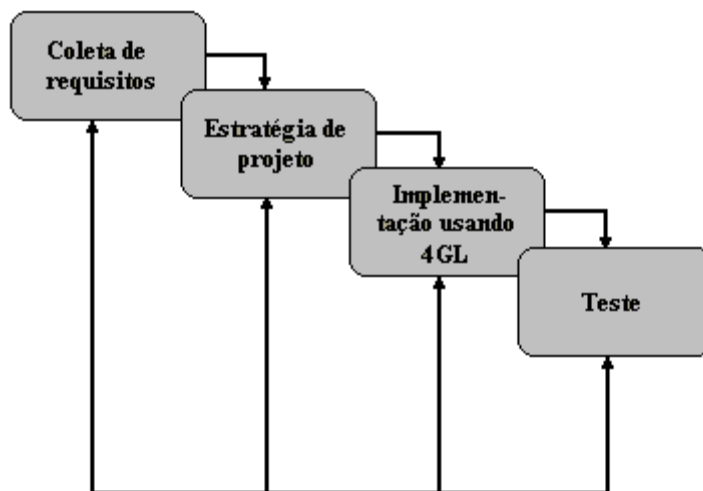 Coleta de
requisitos
Estratégia de
projeto
Implemen-
tação usando
4GL
Teste